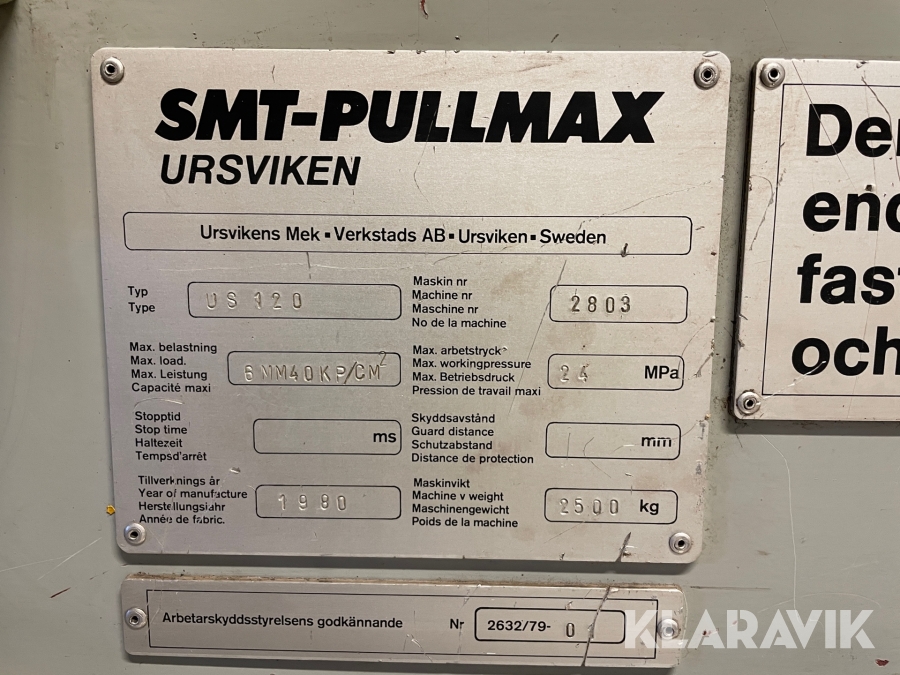 SMT-PULLMAX
URSVIKEN
Ursvikens Mek ▪ Verkstads AB ▪ Ursviken ▪ Sweden
Typ
Type
US 120
Maskin nr
Machine nr
Maschine nr
No de la machine
2803
Max. belastning
Max. load.
Max. Leistung
Capacité maxi
6MM40KP/CM²
Max. arbetstryck
Max. workingpressure
Max. Betriebsdruck
Pression de travail maxi
24 MPa
Stopptid
Stop time
Haltezeit
Tempsd'arrêt
ms
Skyddsavstånd
Guard distance
Schutzabstand
Distance de protection
mm
Tillverknings år
Year of manufacture
Herstellungsiahr
Année de fabric.
1980
Maskinvikt
Machine v weight
Maschinengewicht
Poids de la machine
2500 kg
Arbetarskyddsstyrelsens godkännande Nr 2632/79-
fast
och
KLARAVIK